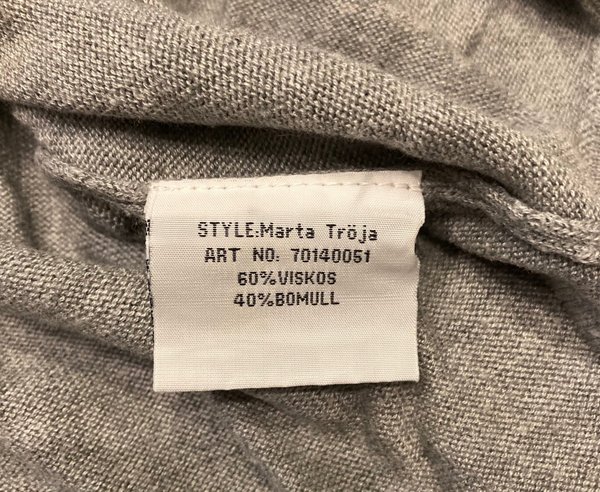 STYLE:Marta Tröja
ART NO: 70140051
60%VISKOS
40%BOMULL